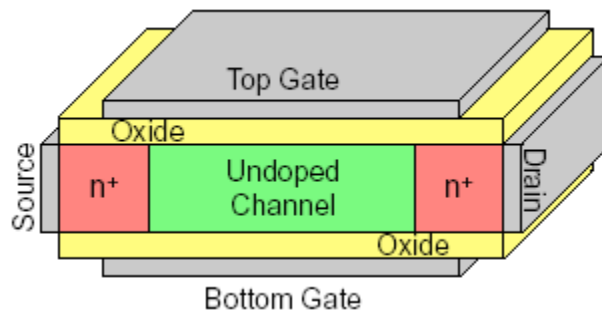 Top Gate
Oxide
Source
n⁺
Undoped
Channel
n⁺
Drain
Oxide
Bottom Gate